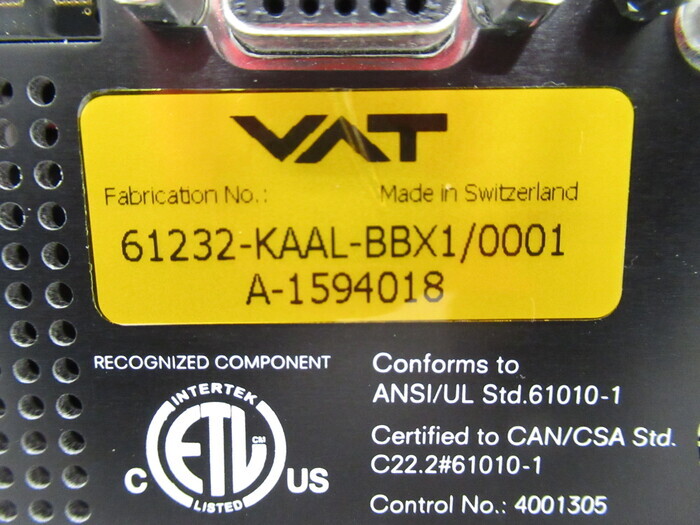 VAT
Fabrication No.: Made in Switzerland
61232-KAAL-BBX1/0001
A-1594018
RECOGNIZED COMPONENT
INTERTEK
ETL CM
C US
LISTED
Conforms to
ANSI/UL Std.61010-1
Certified to CAN/CSA Std.
C22.2#61010-1
Control No.: 4001305